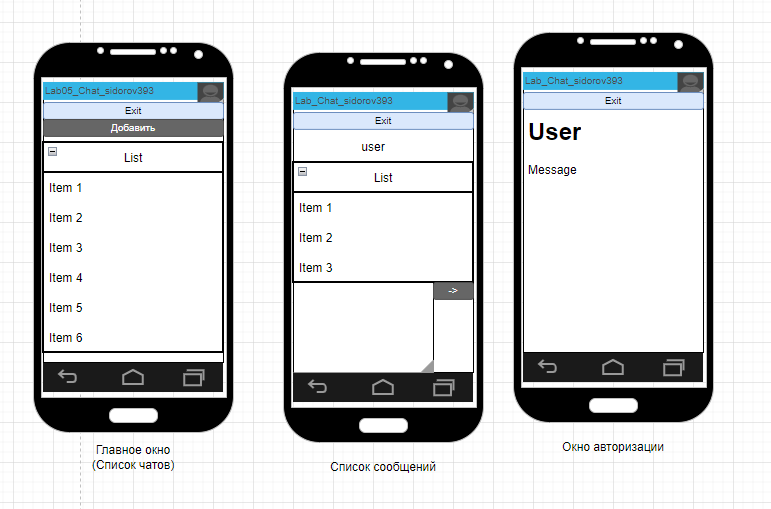 Lab05_Chat_sidorov393
Exit
Добавить
List
Item 1
Item 2
Item 3
Item 4
Item 5
Item 6
Главное окно
(Список чатов)
Lab_Chat_sidorov393
Exit
user
List
Item 1
Item 2
Item 3
->
Список сообщений
Lab_Chat_sidorov393
Exit
User
Message
Окно авторизации